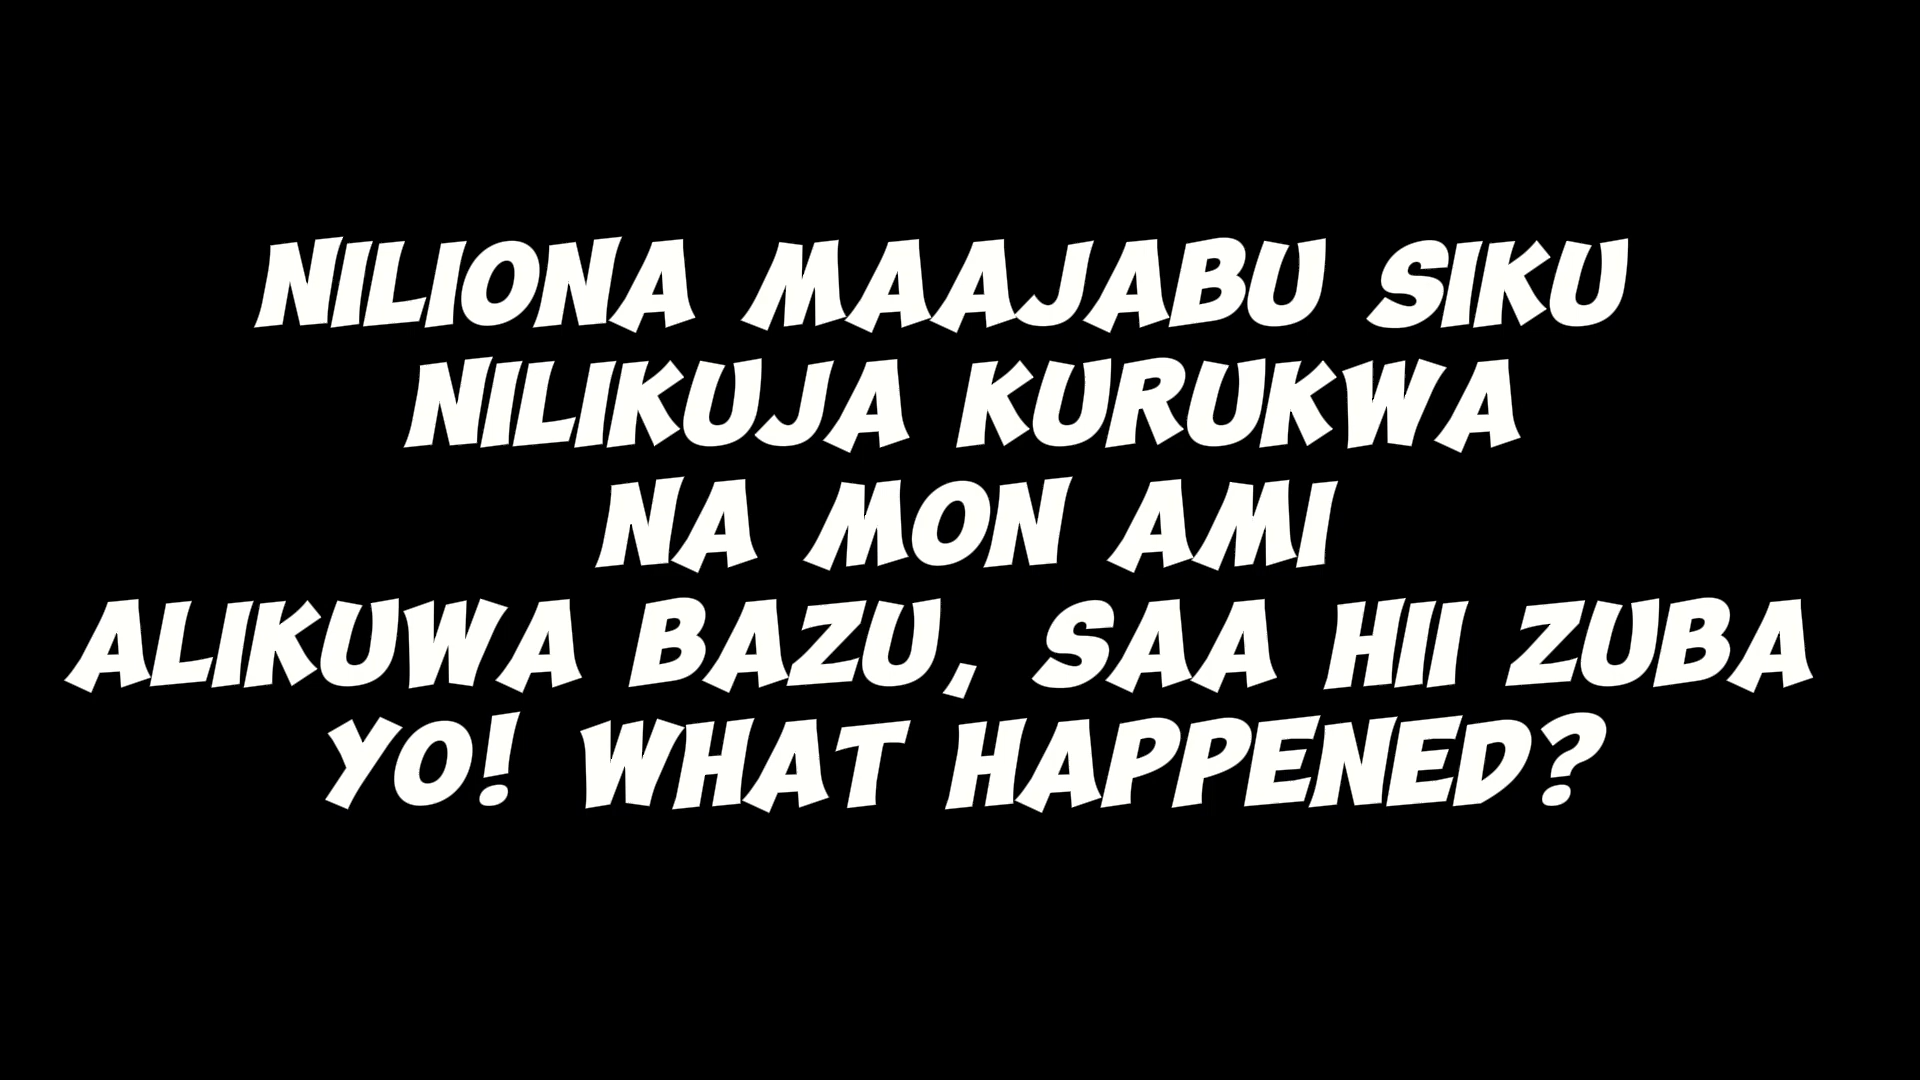 NILIONA MAAJABU SIKU
NILIKUJA KURUKWA
NA MON AMI
ALIKUWA BAZU, SAA HII ZUBA
YO! WHAT HAPPENED?